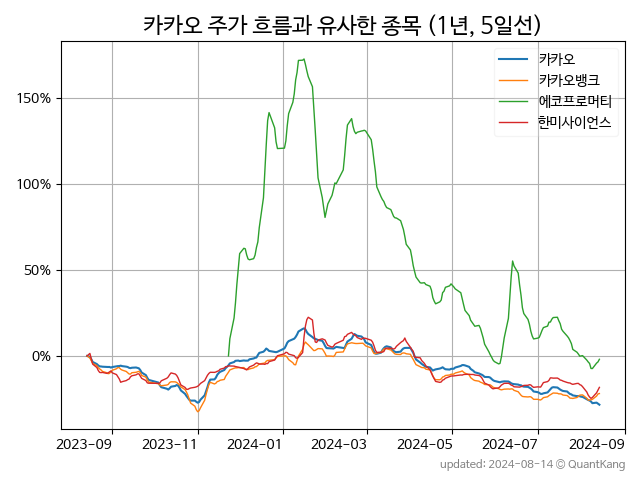 카카오 주가 흐름과 유사한 종목 (1년, 5일선)
카카오
카카오뱅크
에코프로머티
한미사이언스
150%
100%
50%
0%
2023-09 2023-11 2024-01 2024-03 2024-05 2024-07 2024-09
updated: 2024-08-14 @ QuantKang